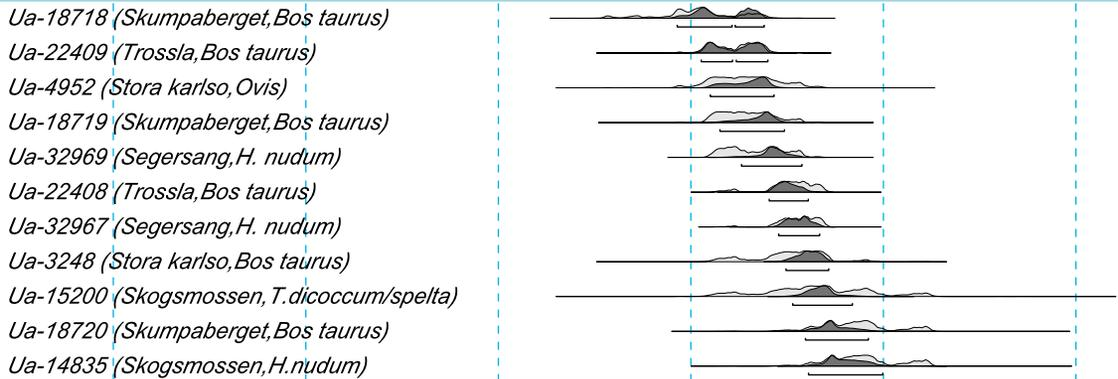 Ua-18718 (Skumpaberget,Bos taurus)
Ua-22409 (Trossla,Bos taurus)
Ua-4952 (Stora karlso,Ovis)
Ua-18719 (Skumpaberget,Bos taurus)
Ua-32969 (Segersang,H. nudum)
Ua-22408 (Trossla,Bos taurus)
Ua-32967 (Segersang,H. nudum)
Ua-3248 (Stora karlso,Bos taurus)
Ua-15200 (Skogsmossen,T.dicoccum/spelta)
Ua-18720 (Skumpaberget,Bos taurus)
Ua-14835 (Skogsmossen,H.nudum)